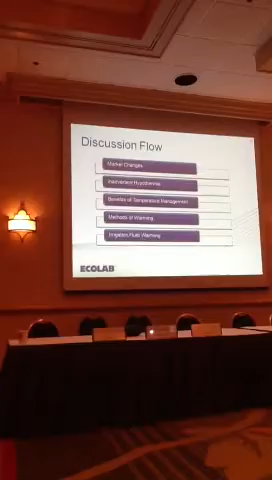 Discussion Flow
Market Changes
Inadvertent Hypothermia
Benefits of Temperature Management
Methods of Warming
Irrigation Fluid Warming
ECOLAB